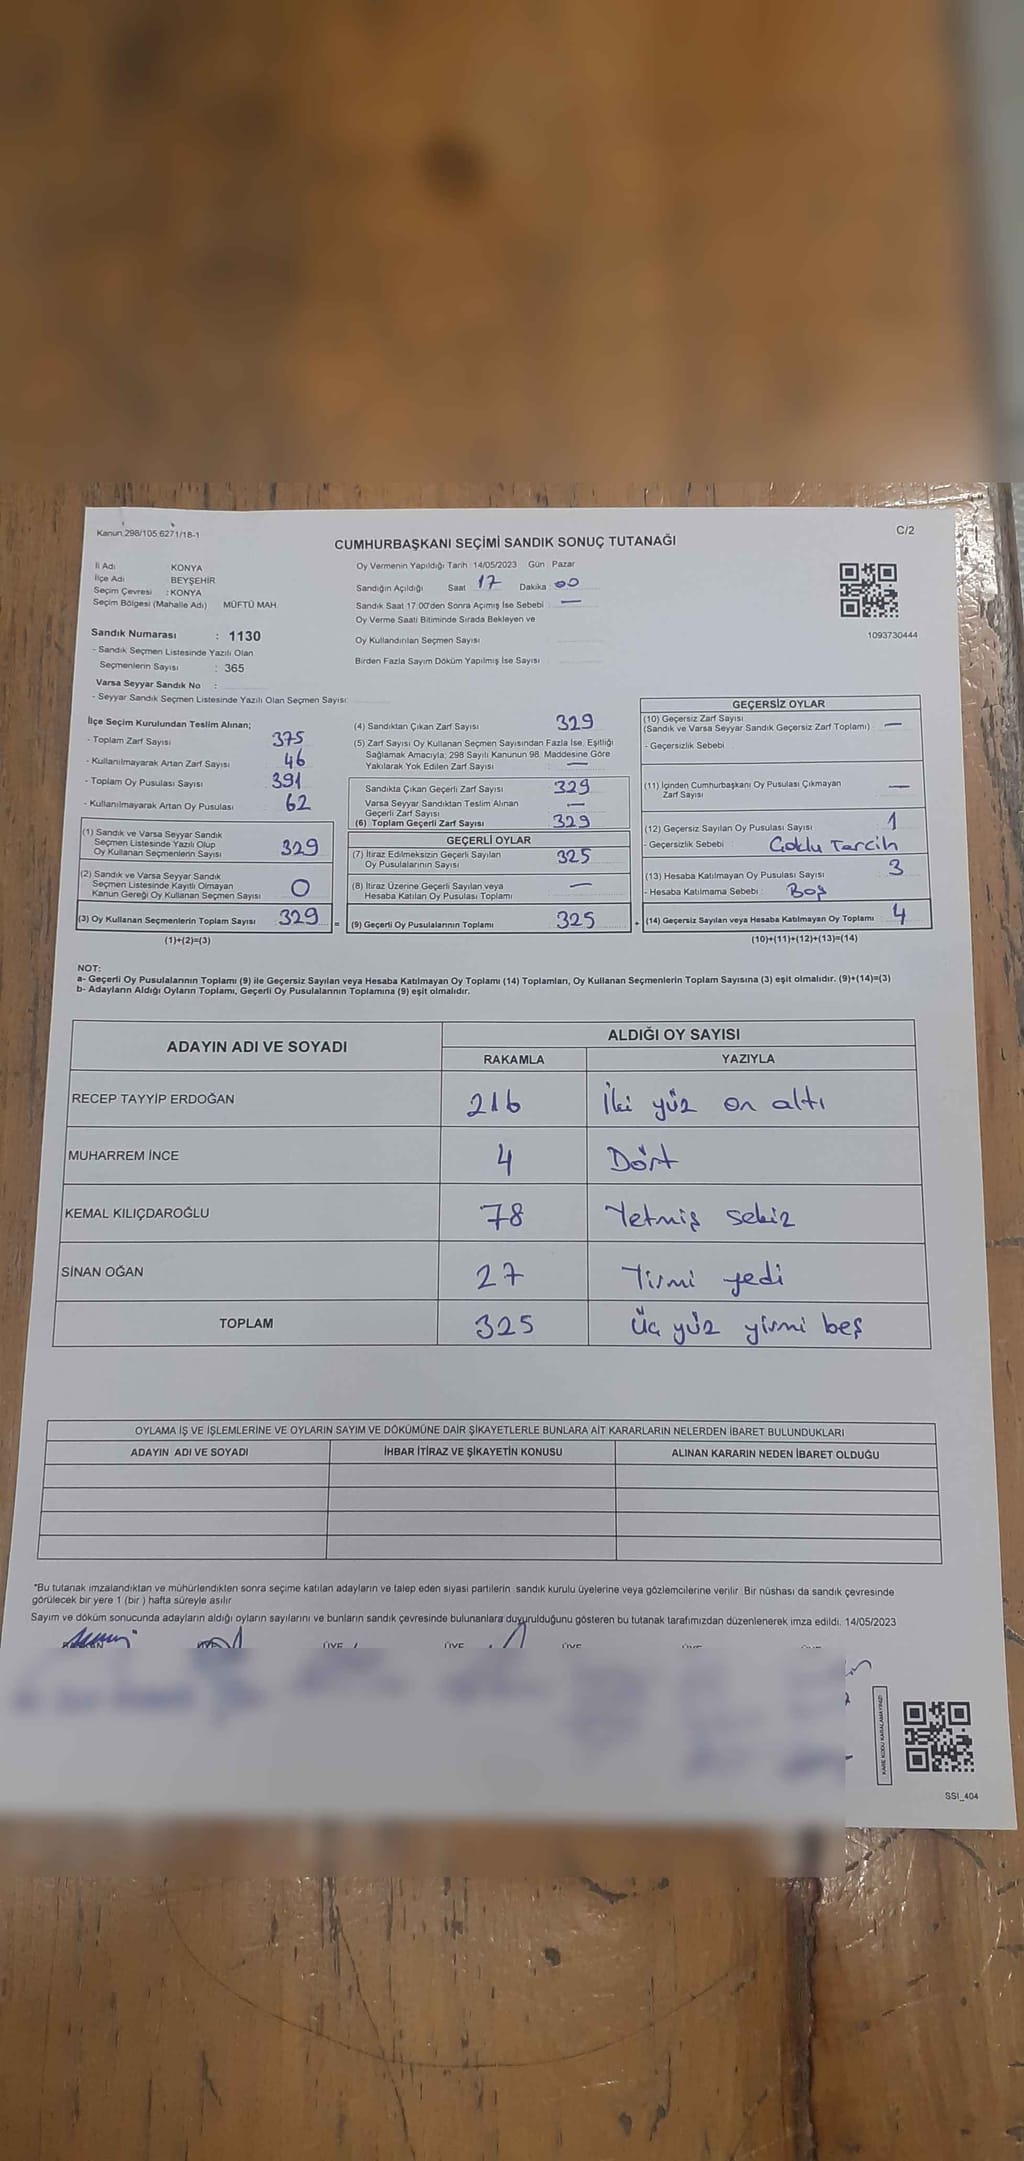 Kanun 298/105.6271/18-1
C/2
CUMHURBAŞKANI SEÇİMİ SANDIK SONUÇ TUTANAĞI
İl Adı KONYA
İlçe Adı BEYŞEHİR
Seçim Çevresi : KONYA
Seçim Bölgesi (Mahalle Adı) MÜFTÜ MAH.
Sandık Numarası : 1130
- Sandık Seçmen Listesinde Yazılı Olan
Seçmenlerin Sayısı : 365
Varsa Seyyar Sandık No :
- Seyyar Sandık Seçmen Listesinde Yazılı Olan Seçmen Sayısı:
Oy Vermenin Yapıldığı Tarih 14/05/2023 Gün Pazar
Sandığın Açıldığı Saat 17 Dakika 00
Sandık Saat 17:00'den Sonra Açımış İse Sebebi —
Oy Verme Saati Bitiminde Sırada Bekleyen ve
Oy Kullandırılan Seçmen Sayısı
Birden Fazla Sayım Döküm Yapılmış İse Sayısı
1093730444
İlçe Seçim Kurulundan Teslim Alınan;
- Toplam Zarf Sayısı 375
- Kullanılmayarak Artan Zarf Sayısı 46
- Toplam Oy Pusulası Sayısı 391
- Kullanılmayarak Artan Oy Pusulası 62
(1) Sandık ve Varsa Seyyar Sandık
Seçmen Listesinde Yazılı Olup
Oy Kullanan Seçmenlerin Sayısı 329
(2) Sandık ve Varsa Seyyar Sandık
Seçmen Listesinde Kayıtlı Olmayan
Kanun Gereği Oy Kullanan Seçmen Sayısı 0
(3) Oy Kullanan Seçmenlerin Toplam Sayısı 329 =
(1)+(2)=(3)
(4) Sandıktan Çıkan Zarf Sayısı 329
(5) Zarf Sayısı Oy Kullanan Seçmen Sayısından Fazla İse, Eşitliği
Sağlamak Amacıyla; 298 Sayılı Kanunun 98. Maddesine Göre
Yakılarak Yok Edilen Zarf Sayısı —
Sandıkta Çıkan Geçerli Zarf Sayısı 329
Varsa Seyyar Sandıktan Teslim Alınan
Geçerli Zarf Sayısı —
(6) Toplam Geçerli Zarf Sayısı 329
GEÇERLİ OYLAR
(7) İtiraz Edilmeksizin Geçerli Sayılan
Oy Pusulalarının Sayısı 325
(8) İtiraz Üzerine Geçerli Sayılan veya
Hesaba Katılan Oy Pusulası Toplamı —
(9) Geçerli Oy Pusulalarının Toplamı 325 +
GEÇERSİZ OYLAR
(10) Geçersiz Zarf Sayısı
(Sandık ve Varsa Seyyar Sandık Geçersiz Zarf Toplamı) —
- Geçersizlik Sebebi
(11) İçinden Cumhurbaşkanı Oy Pusulası Çıkmayan
Zarf Sayısı —
(12) Geçersiz Sayılan Oy Pusulası Sayısı 1
- Geçersizlik Sebebi Çoklu Tercih
(13) Hesaba Katılmayan Oy Pusulası Sayısı 3
- Hesaba Katılmama Sebebi : Boş
(14) Geçersiz Sayılan veya Hesaba Katılmayan Oy Toplamı 4
(10)+(11)+(12)+(13)=(14)
NOT:
a- Geçerli Oy Pusulalarının Toplamı (9) ile Geçersiz Sayılan veya Hesaba Katılmayan Oy Toplamı (14) Toplamları, Oy Kullanan Seçmenlerin Toplam Sayısına (3) eşit olmalıdır. (9)+(14)=(3)
b- Adayların Aldığı Oyların Toplamı, Geçerli Oy Pusulalarının Toplamına (9) eşit olmalıdır.
ADAYIN ADI VE SOYADI
ALDIĞI OY SAYISI
RAKAMLA YAZIYLA
RECEP TAYYİP ERDOĞAN 216 İki yüz on altı
MUHARREM İNCE 4 Dört
KEMAL KILIÇDAROĞLU 78 Yetmiş sekiz
SİNAN OĞAN 27 Yirmi yedi
TOPLAM 325 Üç yüz yirmi beş
OYLAMA İŞ VE İŞLEMLERİNE VE OYLARIN SAYIM VE DÖKÜMÜNE DAİR ŞİKAYETLERLE BUNLARA AİT KARARLARIN NELERDEN İBARET BULUNDUKLARI
ADAYIN ADI VE SOYADI İHBAR İTİRAZ VE ŞİKAYETİN KONUSU ALINAN KARARIN NEDEN İBARET OLDUĞU
*Bu tutanak imzalandıktan ve mühürlendikten sonra seçime katılan adayların ve talep eden siyasi partilerin sandık kurulu üyelerine veya gözlemcilerine verilir. Bir nüshası da sandık çevresinde
görülecek bir yere 1 (bir) hafta süreyle asılır.
Sayım ve döküm sonucunda adayların aldığı oyların sayılarını ve bunların sandık çevresinde bulunanlara duyurulduğunu gösteren bu tutanak tarafımızdan düzenlenerek imza edildi. 14/05/2023
ÜYE ÜYE ÜYE
KARE KODU KARALAMAYINIZ!
SSI_404